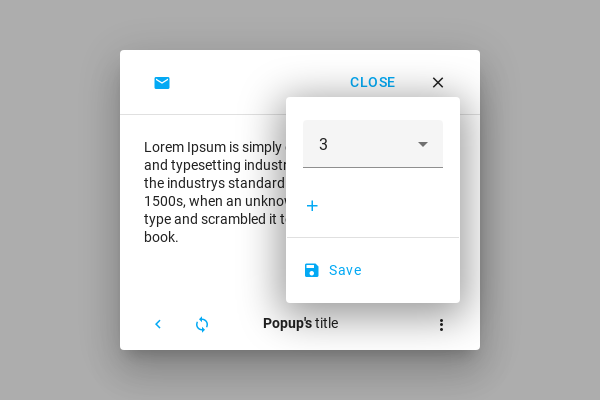 CLOSE
Lorem Ipsum is simply
and typesetting industr
the industrys standard
1500s, when an unknow
type and scrambled it t
book.
3
Save
Popup's title